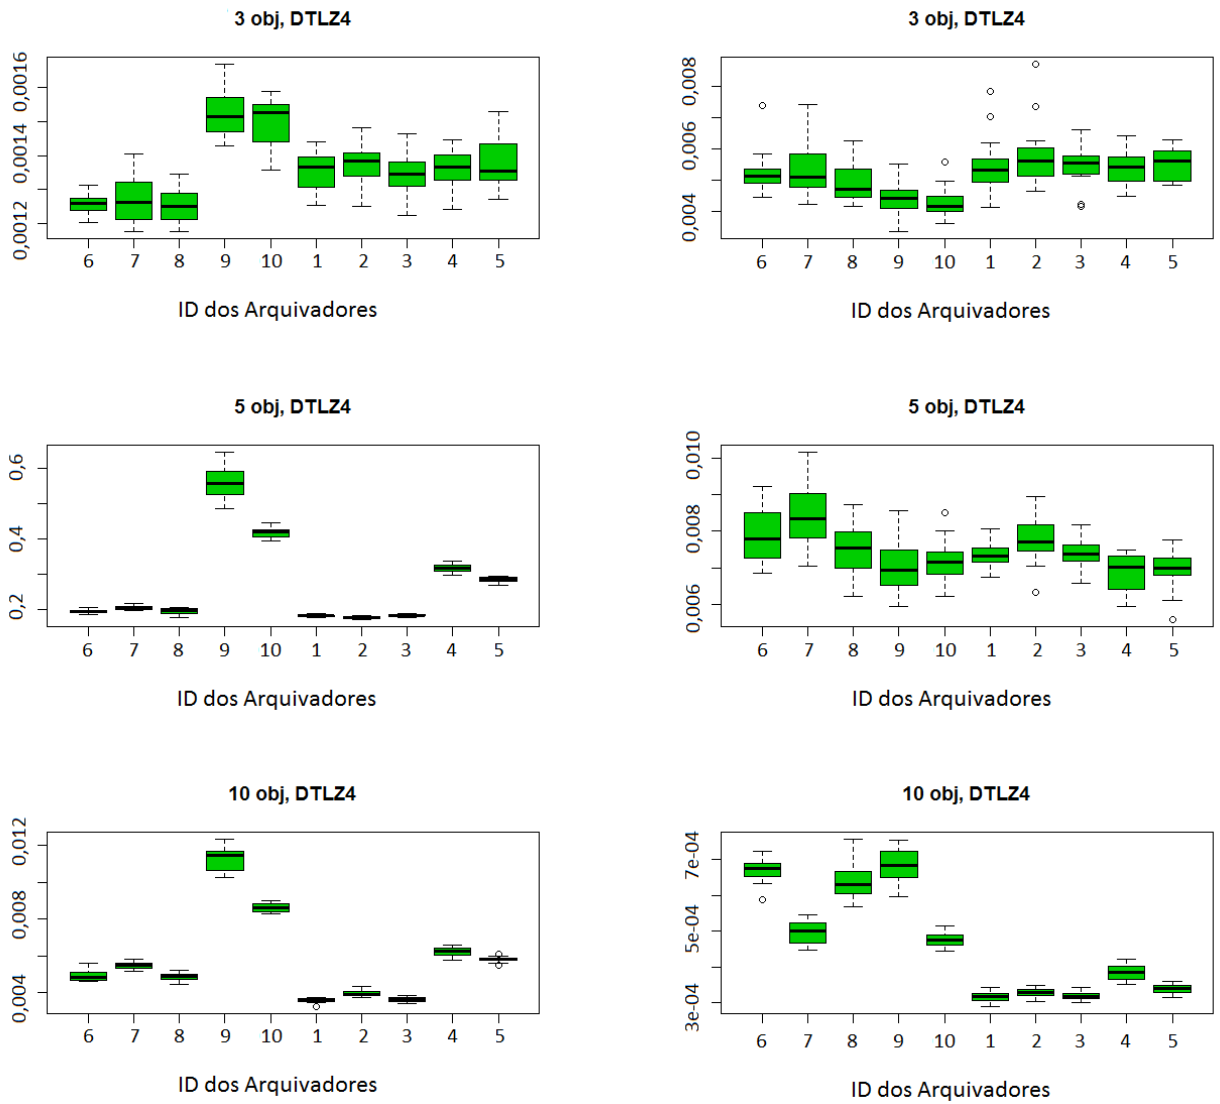 3 obj, DTLZ4
0,0016
0,0014
0,0012
6 7 8 9 10 1 2 3 4 5
ID dos Arquivadores
3 obj, DTLZ4
0,008
0,006
0,004
6 7 8 9 10 1 2 3 4 5
ID dos Arquivadores
5 obj, DTLZ4
0,6
0,4
0,2
6 7 8 9 10 1 2 3 4 5
ID dos Arquivadores
5 obj, DTLZ4
0,010
0,008
0,006
6 7 8 9 10 1 2 3 4 5
ID dos Arquivadores
10 obj, DTLZ4
0,012
0,008
0,004
6 7 8 9 10 1 2 3 4 5
ID dos Arquivadores
10 obj, DTLZ4
7e-04
5e-04
3e-04
6 7 8 9 10 1 2 3 4 5
ID dos Arquivadores